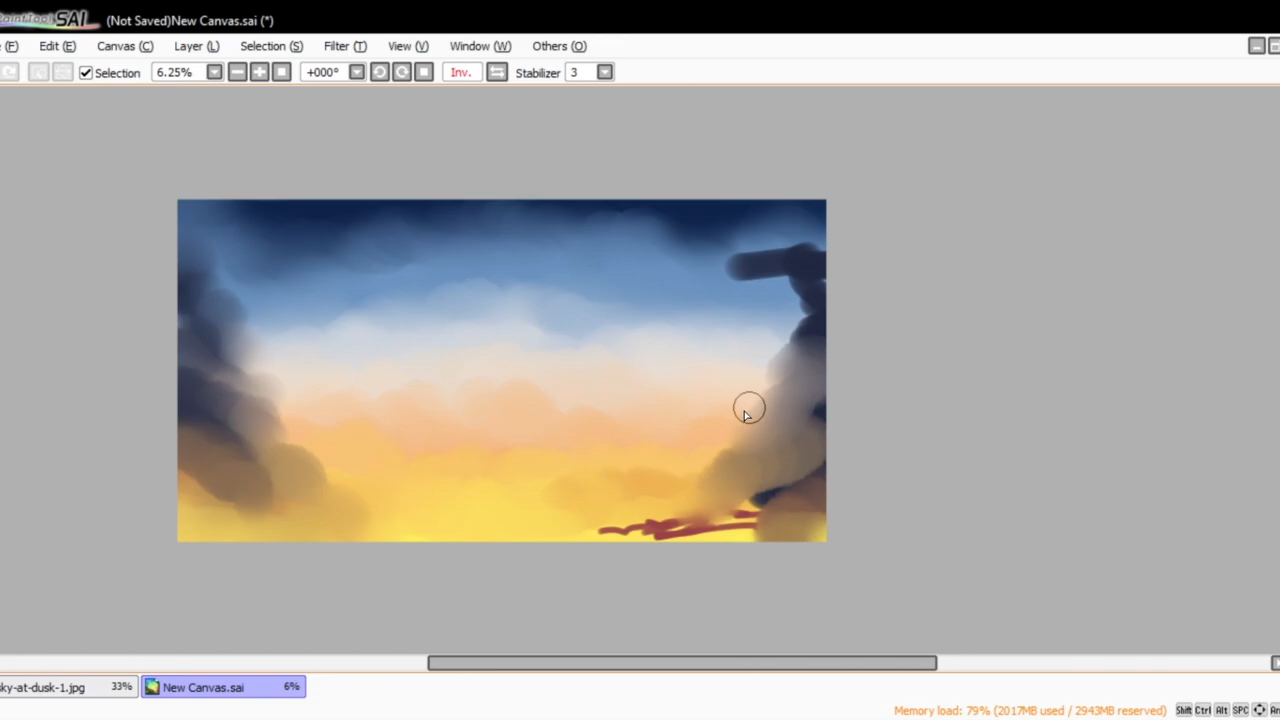 PaintTool SAI (Not Saved)New Canvas.sai (*)
(F) Edit (E) Canvas (C) Layer (L) Selection (S) Filter (T) View (V) Window (W) Others (O)
Selection 6.25% +000° Inv. Stabilizer 3
ky-at-dusk-1.jpg 33% New Canvas.sai 6%
Memory load: 79% (2017MB used / 2943MB reserved) Shift Ctrl Alt SPC